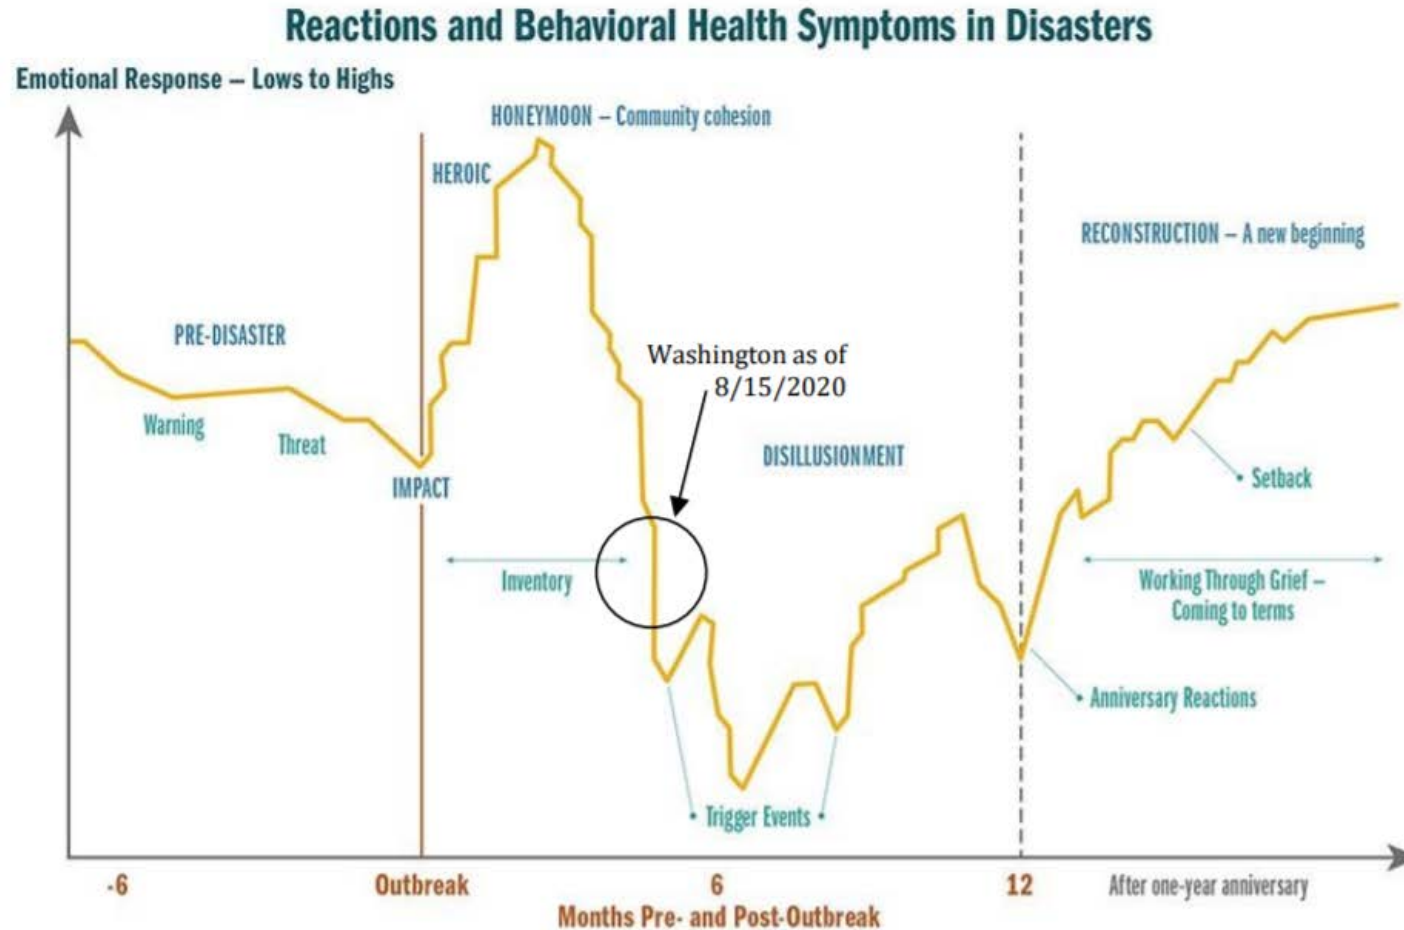 Reactions and Behavioral Health Symptoms in Disasters
Emotional Response – Lows to Highs
HONEYMOON – Community cohesion
HEROIC
RECONSTRUCTION – A new beginning
PRE-DISASTER
Washington as of
8/15/2020
Warning
Threat
DISILLUSIONMENT
IMPACT
Setback
Inventory
Working Through Grief –
Coming to terms
Anniversary Reactions
Trigger Events
-6
Outbreak
6
12
After one-year anniversary
Months Pre- and Post-Outbreak